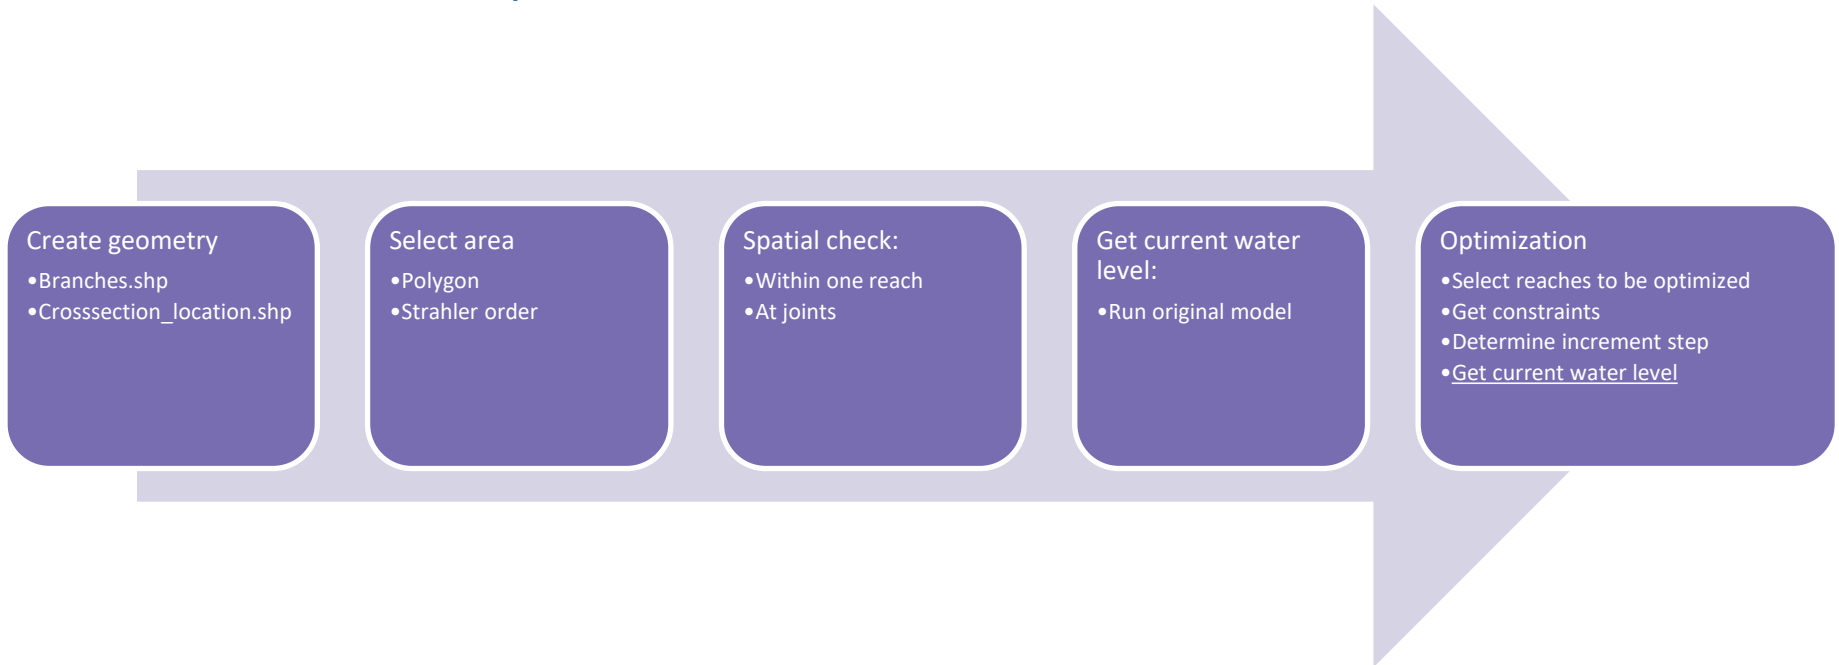 Create geometry
•Branches.shp
•Crosssection_location.shp
Select area
•Polygon
•Strahler order
Spatial check:
•Within one reach
•At joints
Get current water
level:
•Run original model
Optimization
•Select reaches to be optimized
•Get constraints
•Determine increment step
•Get current water level